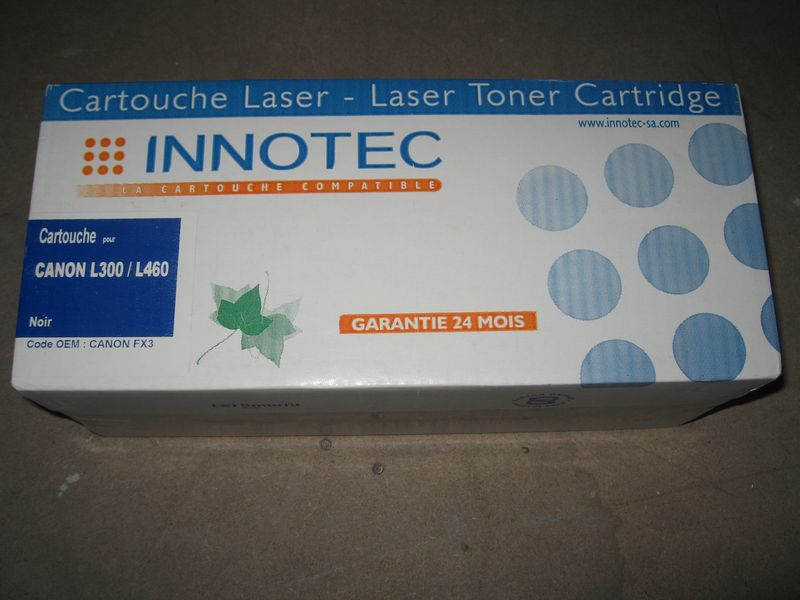 Cartouche Laser - Laser Toner Cartridge
www.innotec-sa.com
INNOTEC
LA CARTOUCHE COMPATIBLE
Cartouche pour
CANON L300 / L460
Noir
Code OEM : CANON FX3
GARANTIE 24 MOIS